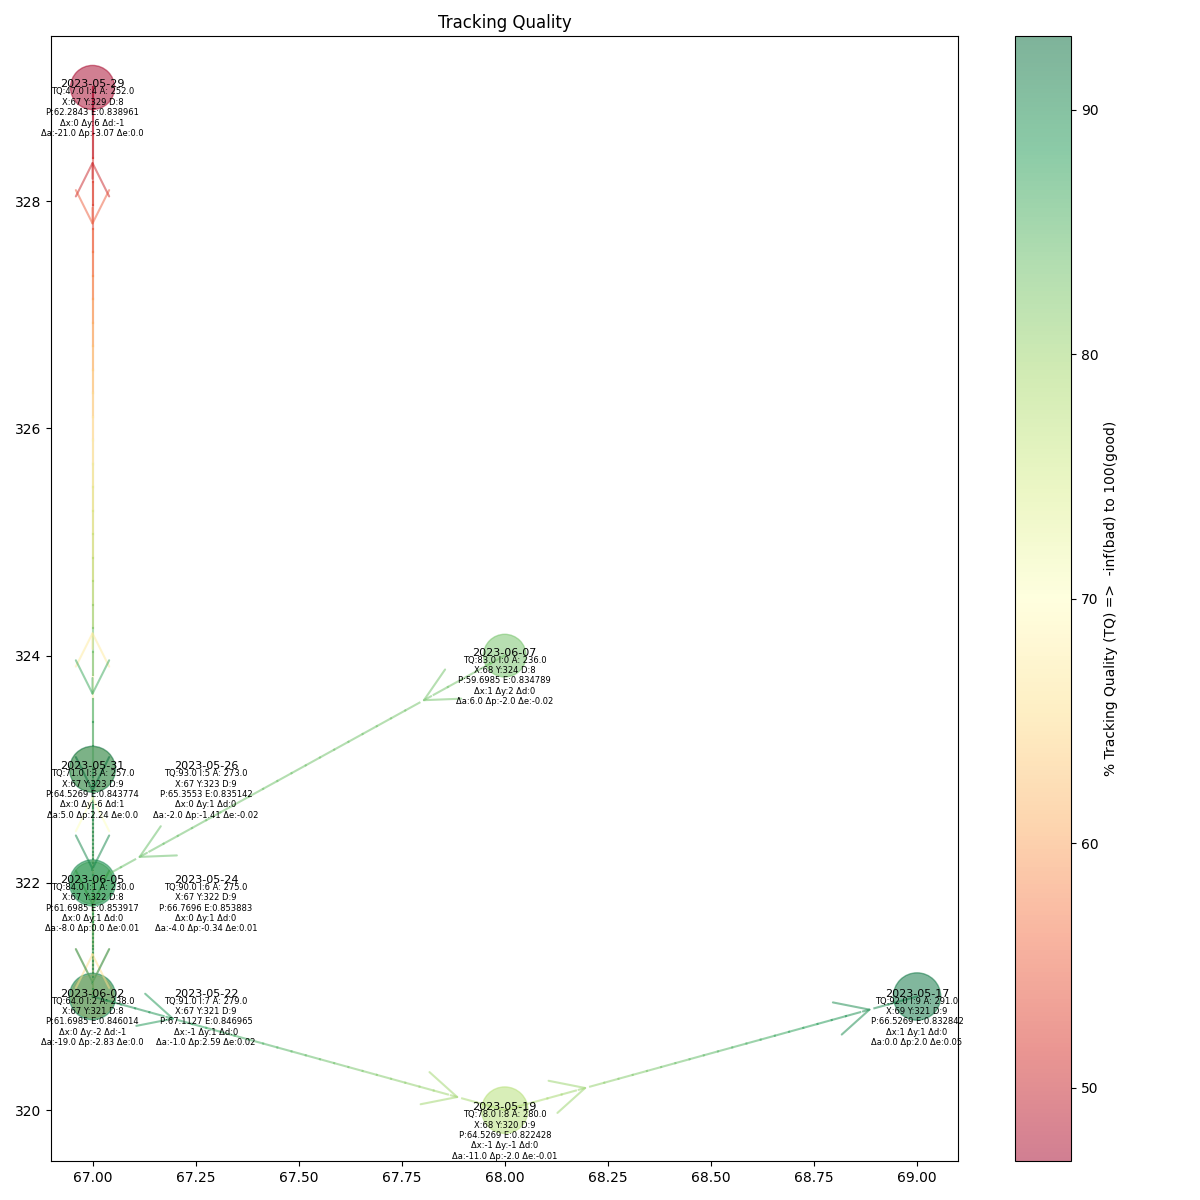 Tracking Quality
2023-05-29
TQ:47.0 I:4 A: 252.0
X:67 Y:329 D:8
P:62.2843 E:0.838961
Δx:0 Δy:6 Δd:-1
Δa:-21.0 Δp:-3.07 Δe:0.0
2023-06-07
TQ:83.0 I:0 A: 236.0
X:68 Y:324 D:8
P:59.6985 E:0.834789
Δx:1 Δy:2 Δd:0
Δa:6.0 Δp:-2.0 Δe:-0.02
2023-05-31
TQ:71.0 I:3 A: 257.0
X:67 Y:323 D:9
P:64.5269 E:0.843774
Δx:0 Δy:-6 Δd:1
Δa:5.0 Δp:2.24 Δe:0.0
2023-05-26
TQ:93.0 I:5 A: 273.0
X:67 Y:323 D:9
P:65.3553 E:0.835142
Δx:0 Δy:1 Δd:0
Δa:-2.0 Δp:-1.41 Δe:-0.02
2023-06-05
TQ:84.0 I:1 A: 230.0
X:67 Y:322 D:8
P:61.6985 E:0.853917
Δx:0 Δy:1 Δd:0
Δa:-8.0 Δp:0.0 Δe:0.01
2023-05-24
TQ:90.0 I:6 A: 275.0
X:67 Y:322 D:9
P:66.7696 E:0.853883
Δx:0 Δy:1 Δd:0
Δa:-4.0 Δp:-0.34 Δe:0.01
2023-06-02
TQ:64.0 I:2 A: 238.0
X:67 Y:321 D:8
P:61.6985 E:0.846014
Δx:0 Δy:-2 Δd:-1
Δa:-19.0 Δp:-2.83 Δe:0.0
2023-05-22
TQ:91.0 I:7 A: 279.0
X:67 Y:321 D:9
P:67.1127 E:0.846965
Δx:-1 Δy:1 Δd:0
Δa:-1.0 Δp:2.59 Δe:0.02
2023-05-17
TQ:92.0 I:9 A: 291.0
X:69 Y:321 D:9
P:66.5269 E:0.832842
Δx:1 Δy:1 Δd:0
Δa:0.0 Δp:2.0 Δe:0.05
2023-05-19
TQ:78.0 I:8 A: 280.0
X:68 Y:320 D:9
P:64.5269 E:0.822428
Δx:-1 Δy:-1 Δd:0
Δa:-11.0 Δp:-2.0 Δe:-0.01
328
326
324
322
320
67.00
67.25
67.50
67.75
68.00
68.25
68.50
68.75
69.00
90
80
70
60
50
% Tracking Quality (TQ) => -inf(bad) to 100(good)